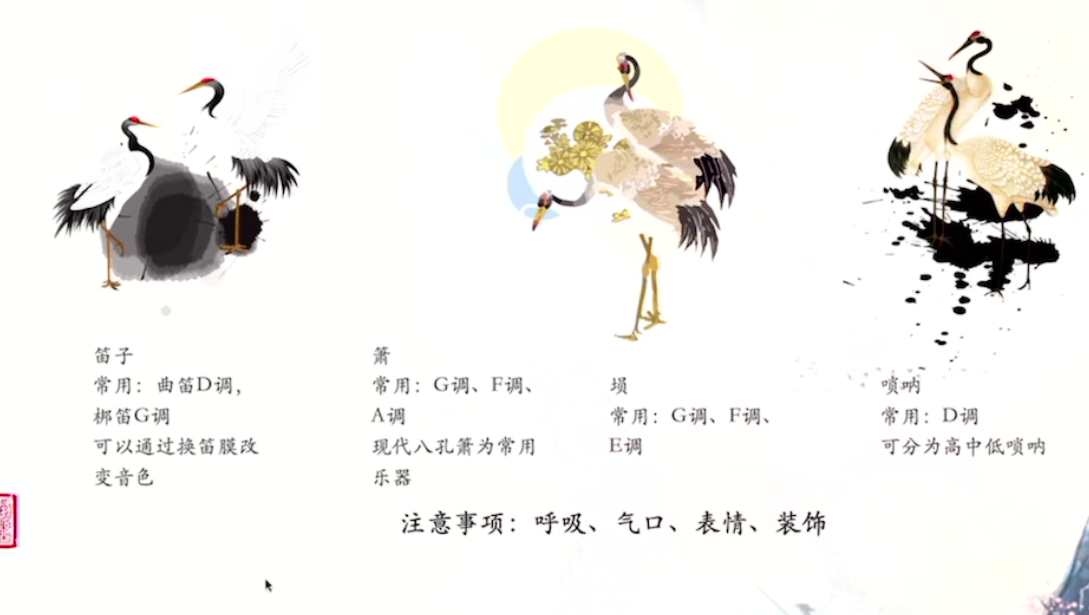 笛子
常用：曲笛D调，
梆笛G调
可以通过换笛膜改
变音色
萧
常用：G调、F调、
A调
现代八孔萧为常用
乐器
埙
常用：G调、F调、
E调
唢呐
常用：D调
可分为高中低唢呐
注意事项：呼吸、气口、表情、装饰